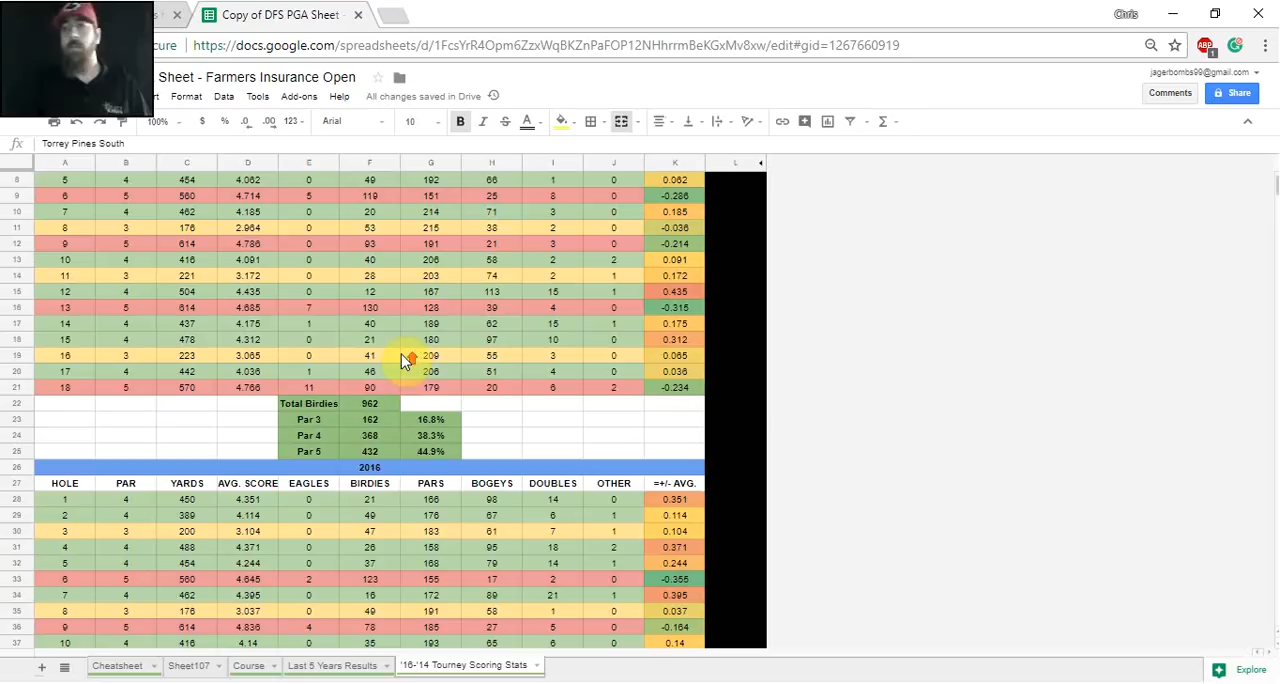 Copy of DFS PGA Sheet - Farmers
Chris
https://docs.google.com/spreadsheets/d/1FcsYrR4Opm6ZzxWqBKZnPaFOP12NHhrrmBeKGxMv8xw/edit#gid=1267660919
ABP
1
Sheet - Farmers Insurance Open
jagerbombs99@gmail.com
Format Data Tools Add-ons Help All changes saved in Drive
Comments Share
100% $ % .0 .00 123 Arial 10 B I S A Σ
fx Torrey Pines South
A B C D E F G H I J K L
8 5 4 454 4.062 0 49 192 66 1 0 0.062
9 6 5 560 4.714 5 119 151 25 8 0 -0.286
10 7 4 462 4.185 0 20 214 71 3 0 0.185
11 8 3 176 2.964 0 53 215 38 2 0 -0.036
12 9 5 614 4.786 0 93 191 21 3 0 -0.214
13 10 4 416 4.091 0 40 206 58 2 2 0.091
14 11 3 221 3.172 0 28 203 74 2 1 0.172
15 12 4 504 4.435 0 12 167 113 15 1 0.435
16 13 5 614 4.685 7 130 128 39 4 0 -0.315
17 14 4 437 4.175 1 40 189 62 15 1 0.175
18 15 4 478 4.312 0 21 180 97 10 0 0.312
19 16 3 223 3.065 0 41 209 55 3 0 0.065
20 17 4 442 4.036 1 46 206 51 4 0 0.036
21 18 5 570 4.766 11 90 179 20 6 2 -0.234
22 Total Birdies 962
23 Par 3 162 16.8%
24 Par 4 368 38.3%
25 Par 5 432 44.9%
26 2016
27 HOLE PAR YARDS AVG. SCORE EAGLES BIRDIES PARS BOGEYS DOUBLES OTHER =+/- AVG.
28 1 4 450 4.351 0 21 166 98 14 0 0.351
29 2 4 389 4.114 0 49 176 67 6 1 0.114
30 3 3 200 3.104 0 47 183 61 7 1 0.104
31 4 4 488 4.371 0 26 158 95 18 2 0.371
32 5 4 454 4.244 0 37 168 79 14 1 0.244
33 6 5 560 4.645 2 123 155 17 2 0 -0.355
34 7 4 462 4.395 0 16 172 89 21 1 0.395
35 8 3 176 3.037 0 49 191 58 1 0 0.037
36 9 5 614 4.836 4 78 185 27 5 0 -0.164
37 10 4 416 4.14 0 35 193 65 6 0 0.14
Cheatsheet Sheet107 Course Last 5 Years Results '16-'14 Tourney Scoring Stats Explore